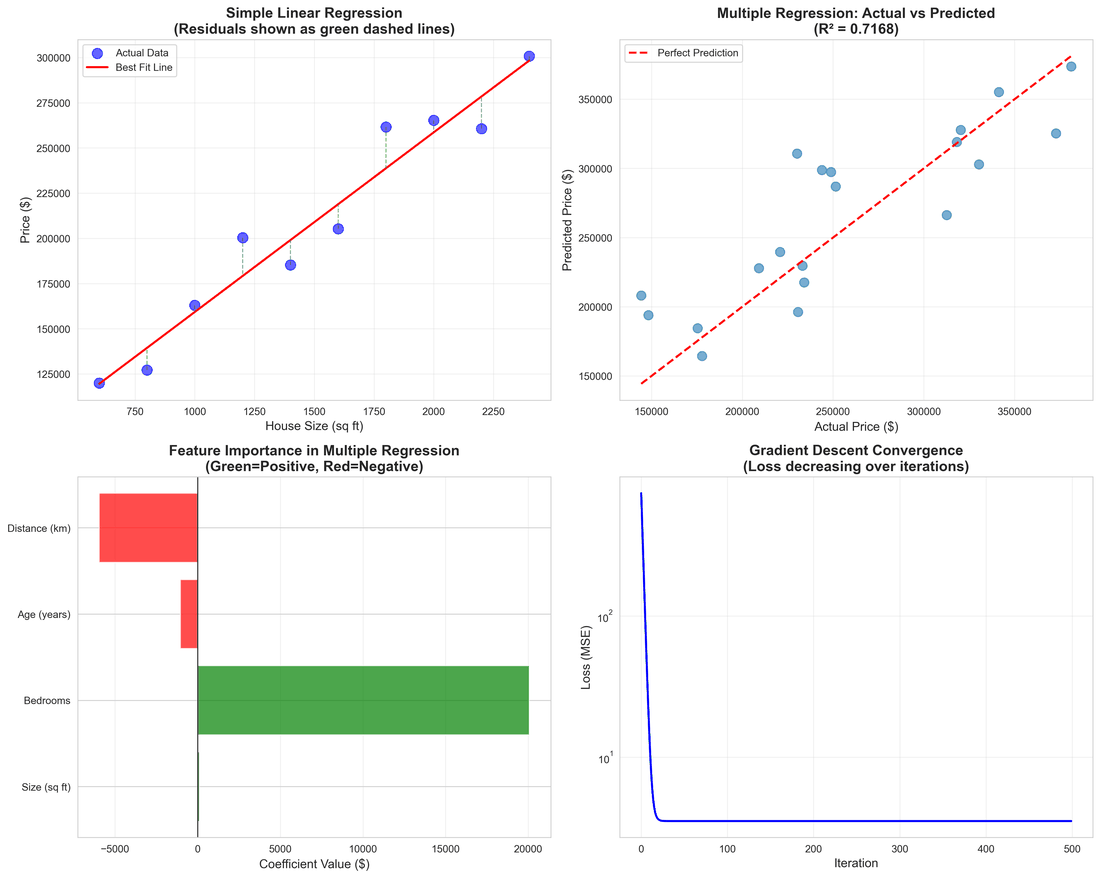 Simple Linear Regression
(Residuals shown as green dashed lines)
Actual Data
Best Fit Line
Price ($)
300000
275000
250000
225000
200000
175000
150000
125000
750
1000
1250
1500
1750
2000
2250
House Size (sq ft)
Multiple Regression: Actual vs Predicted
(R² = 0.7168)
Perfect Prediction
Predicted Price ($)
350000
300000
250000
200000
150000
150000
200000
250000
300000
350000
Actual Price ($)
Feature Importance in Multiple Regression
(Green=Positive, Red=Negative)
Distance (km)
Age (years)
Bedrooms
Size (sq ft)
−5000
0
5000
10000
15000
20000
Coefficient Value ($)
Gradient Descent Convergence
(Loss decreasing over iterations)
Loss (MSE)
10²
10¹
0
100
200
300
400
500
Iteration